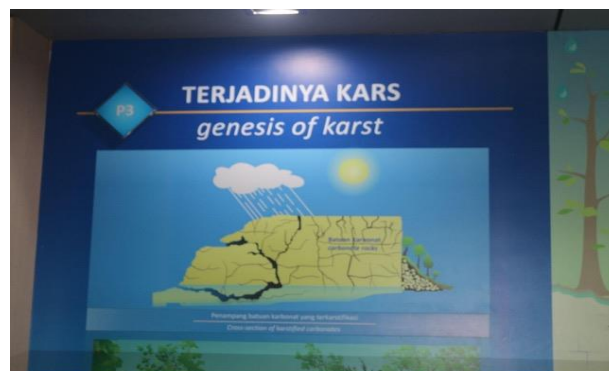 P3
TERJADINYA KARS
genesis of karst
Batuan karbonat
carbonate rocks
Penampang batuan karbonat yang terkarstifikasi
Cross-section of karstified carbonates